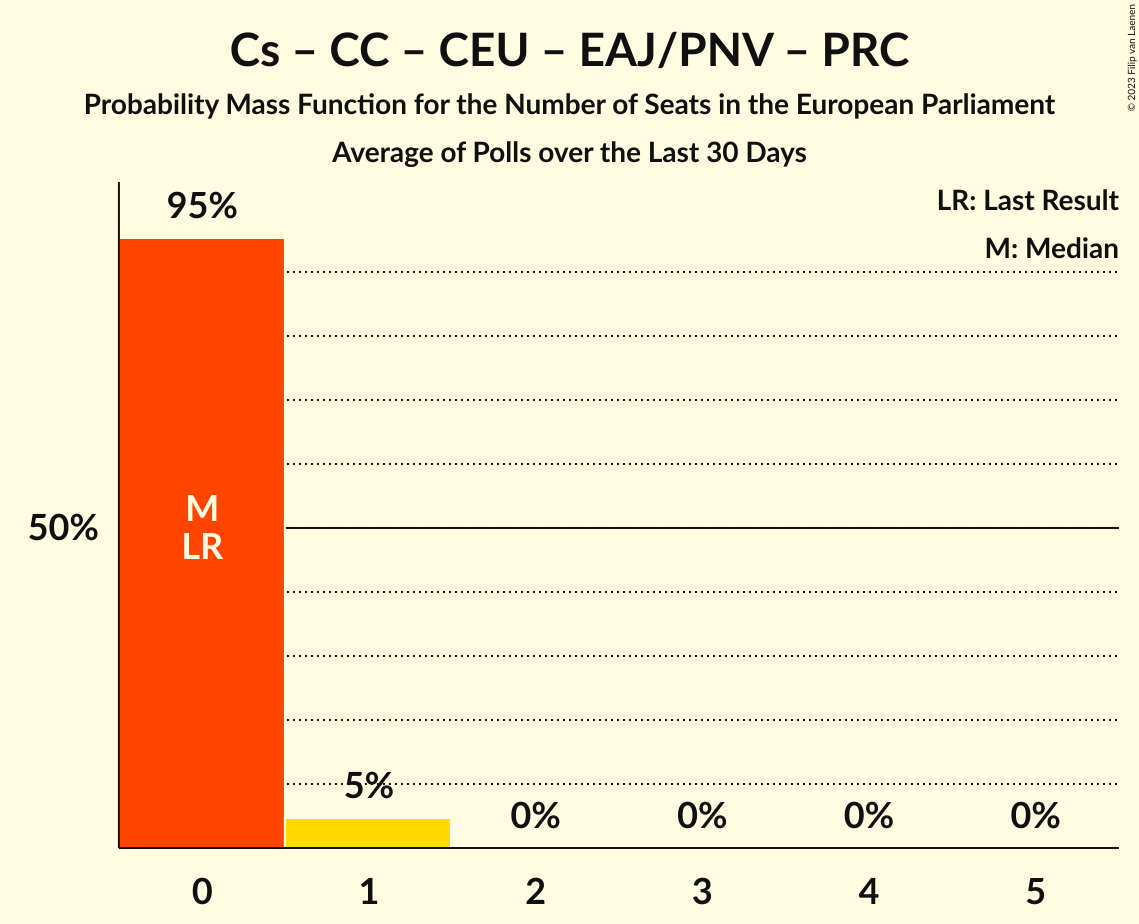 Cs – CC – CEU – EAJ/PNV – PRC
Probability Mass Function for the Number of Seats in the European Parliament
Average of Polls over the Last 30 Days
© 2023 Filip van Laenen
LR: Last Result
M: Median
95%
50%
M
LR
5%
0%
0%
0%
0%
0
1
2
3
4
5